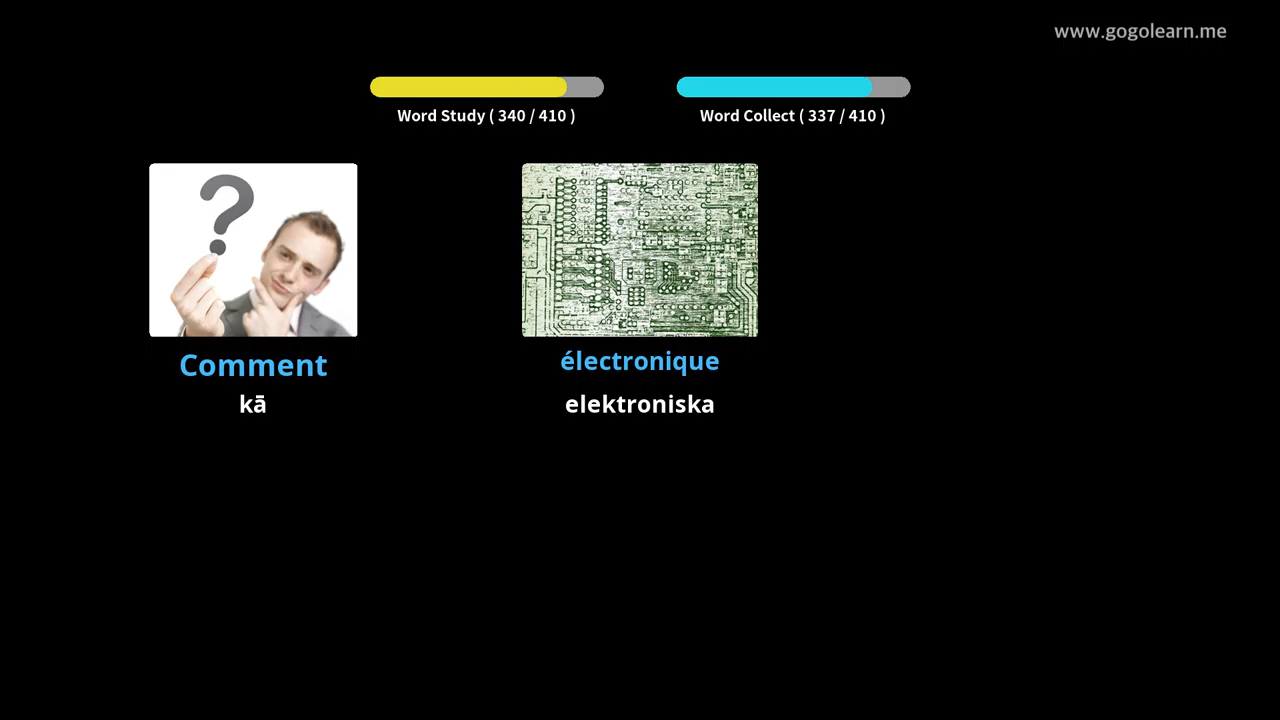 www.gogolearn.me
Word Study ( 340 / 410 )
Word Collect ( 337 / 410 )
Comment
kā
électronique
elektroniska